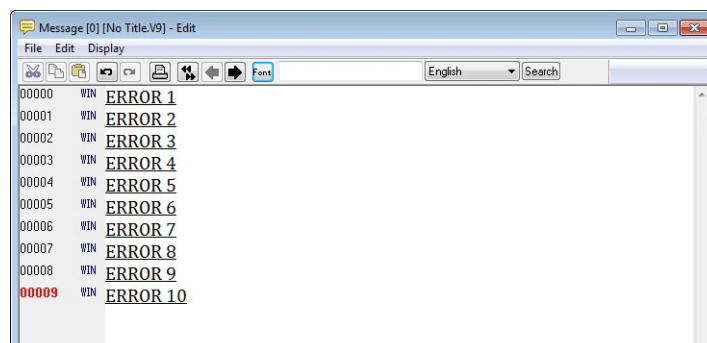 Message [0] [No Title.V9] - Edit
File Edit Display
Font English Search
00000 WIN ERROR 1
00001 WIN ERROR 2
00002 WIN ERROR 3
00003 WIN ERROR 4
00004 WIN ERROR 5
00005 WIN ERROR 6
00006 WIN ERROR 7
00007 WIN ERROR 8
00008 WIN ERROR 9
00009 WIN ERROR 10